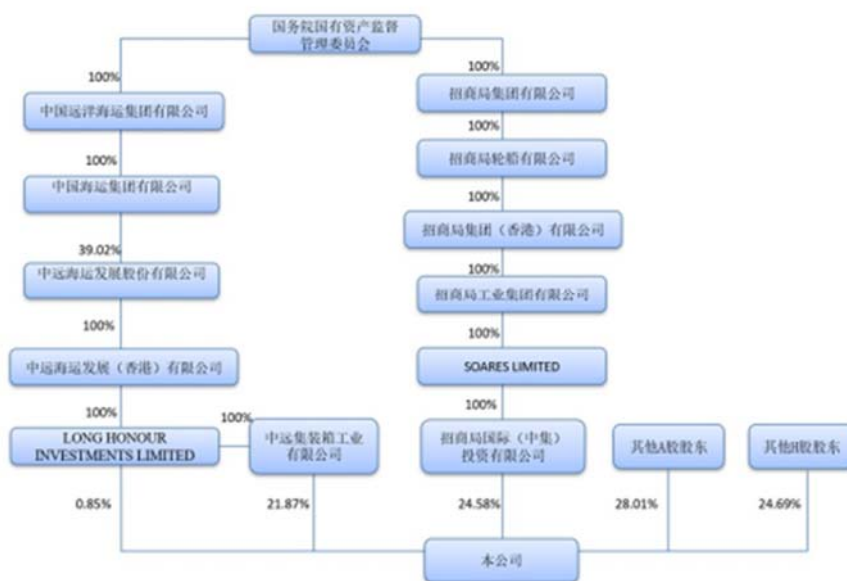 国务院国有资产监督
管理委员会
100%
100%
中国远洋海运集团有限公司
招商局集团有限公司
100%
100%
中国海运集团有限公司
招商局轮船有限公司
39.02%
100%
中远海运发展股份有限公司
招商局集团（香港）有限公司
100%
100%
中远海运发展（香港）有限公司
招商局工业集团有限公司
100%
100%
SOARES LIMITED
100%
100%
LONG HONOUR
INVESTMENTS LIMITED
中远集装箱工业
有限公司
招商局国际（中集）
投资有限公司
其他A股股东
其他H股股东
0.85%
21.87%
24.58%
28.01%
24.69%
本公司